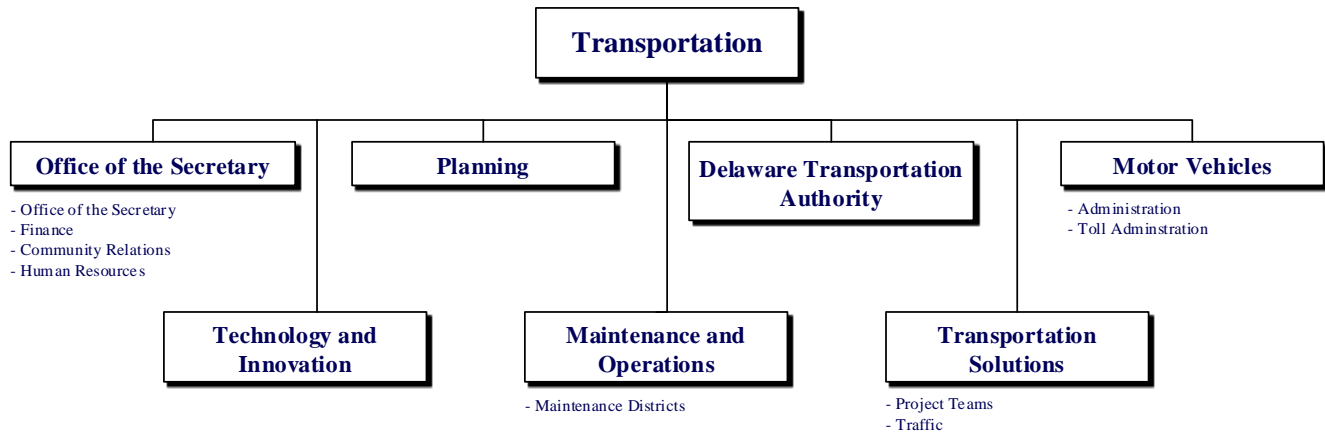 Transportation
Office of the Secretary
- Office of the Secretary
- Finance
- Community Relations
- Human Resources
Planning
Delaware Transportation
Authority
Motor Vehicles
- Administration
- Toll Adminstration
Technology and
Innovation
Maintenance and
Operations
- Maintenance Districts
Transportation
Solutions
- Project Teams
- Traffic